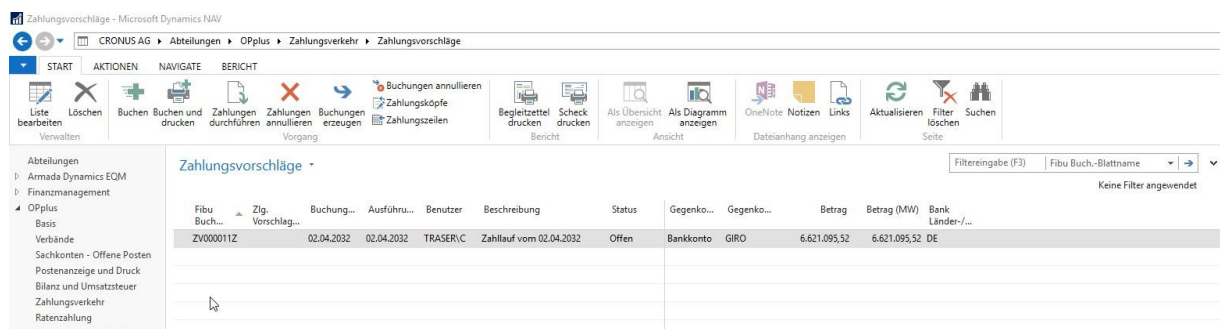 Zahlungsvorschläge - Microsoft Dynamics NAV
CRONUS AG ▸ Abteilungen ▸ OPplus ▸ Zahlungsverkehr ▸ Zahlungsvorschläge
START AKTIONEN NAVIGATE BERICHT
Liste bearbeiten
Löschen
Buchen
Buchen und drucken
Zahlungen durchführen
Zahlungen annullieren
Buchungen erzeugen
Buchungen annullieren
Zahlungsköpfe
Zahlungszeilen
Begleitzettel drucken
Scheck drucken
Als Übersicht anzeigen
Als Diagramm anzeigen
OneNote
Notizen
Links
Aktualisieren
Filter löschen
Suchen
Verwalten Vorgang Bericht Ansicht Dateianhang anzeigen Seite
Abteilungen
Armada Dynamics EQM
Finanzmanagement
OPplus
Basis
Verbände
Sachkonten - Offene Posten
Postenanzeige und Druck
Bilanz und Umsatzsteuer
Zahlungsverkehr
Ratenzahlung
Zahlungsvorschläge
Filtereingabe (F3) Fibu Buch.-Blattname
Keine Filter angewendet
Fibu Buch... Zlg. Vorschlag... Buchung... Ausführu... Benutzer Beschreibung Status Gegenko... Gegenko... Betrag Betrag (MW) Bank Länder-/...
ZV000011Z 02.04.2032 02.04.2032 TRASER\C Zahllauf vom 02.04.2032 Offen Bankkonto GIRO 6.621.095,52 6.621.095,52 DE